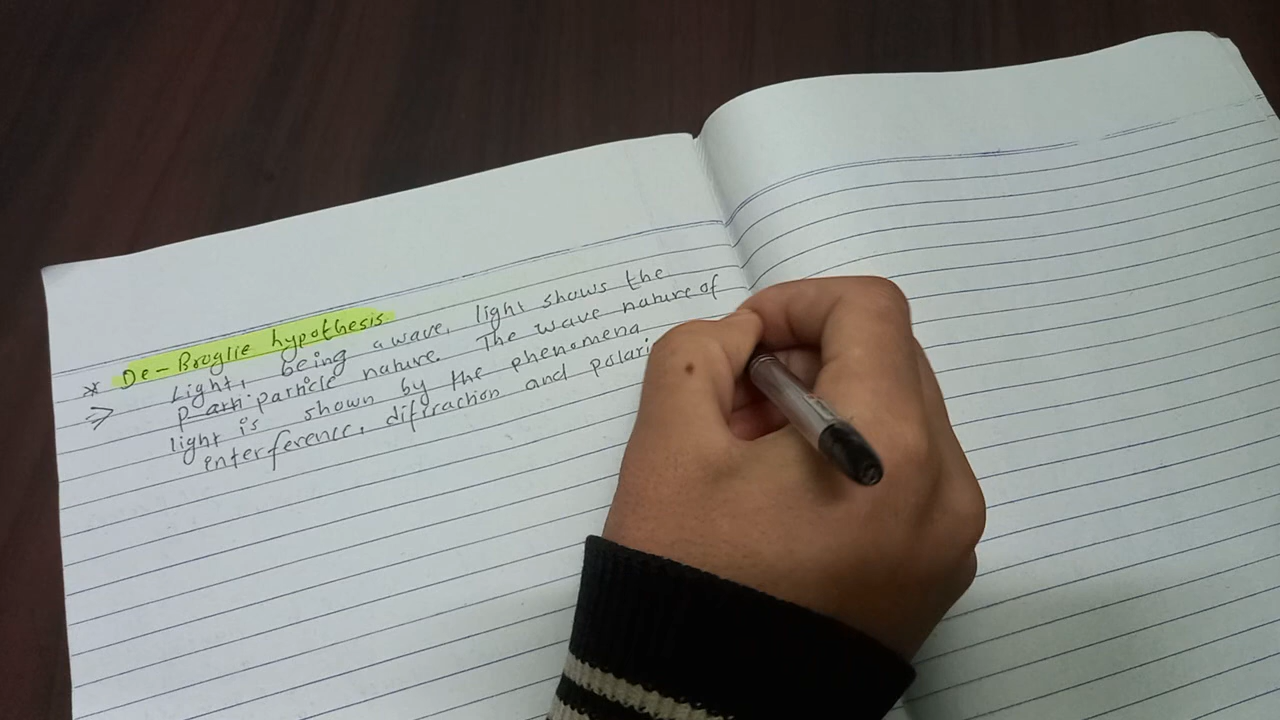 * De-Broglie hypothesis
⇒ Light, being a wave, light shows the
parti particle nature. The wave nature of
light is shown by the phenomena
interference, diffraction and polari